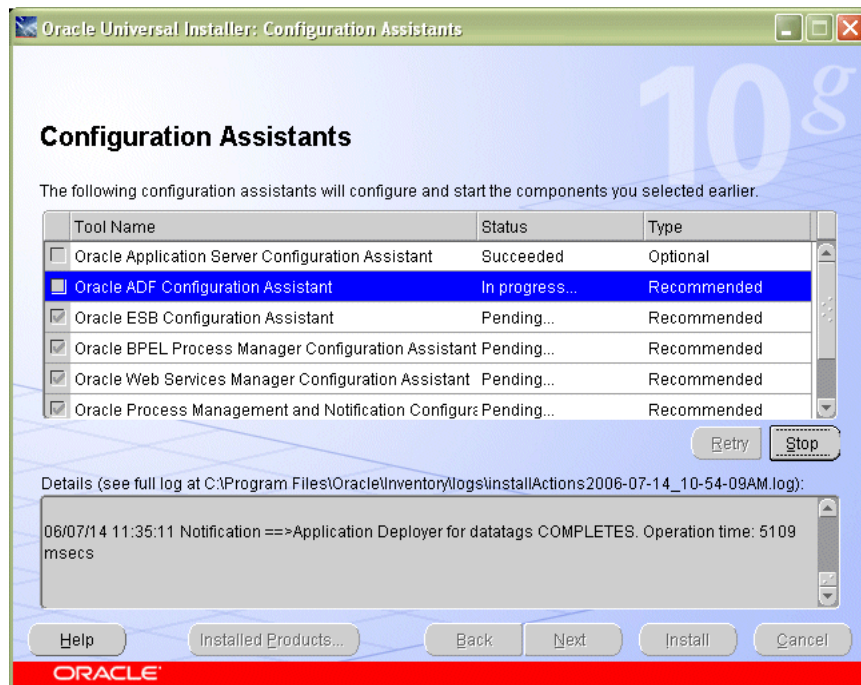 Oracle Universal Installer: Configuration Assistants
10g
Configuration Assistants
The following configuration assistants will configure and start the components you selected earlier.
Tool Name Status Type
Oracle Application Server Configuration Assistant Succeeded Optional
Oracle ADF Configuration Assistant In progress... Recommended
Oracle ESB Configuration Assistant Pending... Recommended
Oracle BPEL Process Manager Configuration Assistant Pending... Recommended
Oracle Web Services Manager Configuration Assistant Pending... Recommended
Oracle Process Management and Notification Configura Pending... Recommended
Retry Stop
Details (see full log at C:\Program Files\Oracle\Inventory\logs\installActions2006-07-14_10-54-09AM.log):
06/07/14 11:35:11 Notification ==>Application Deployer for datatags COMPLETES. Operation time: 5109
msecs
Help Installed Products... Back Next Install Cancel
ORACLE